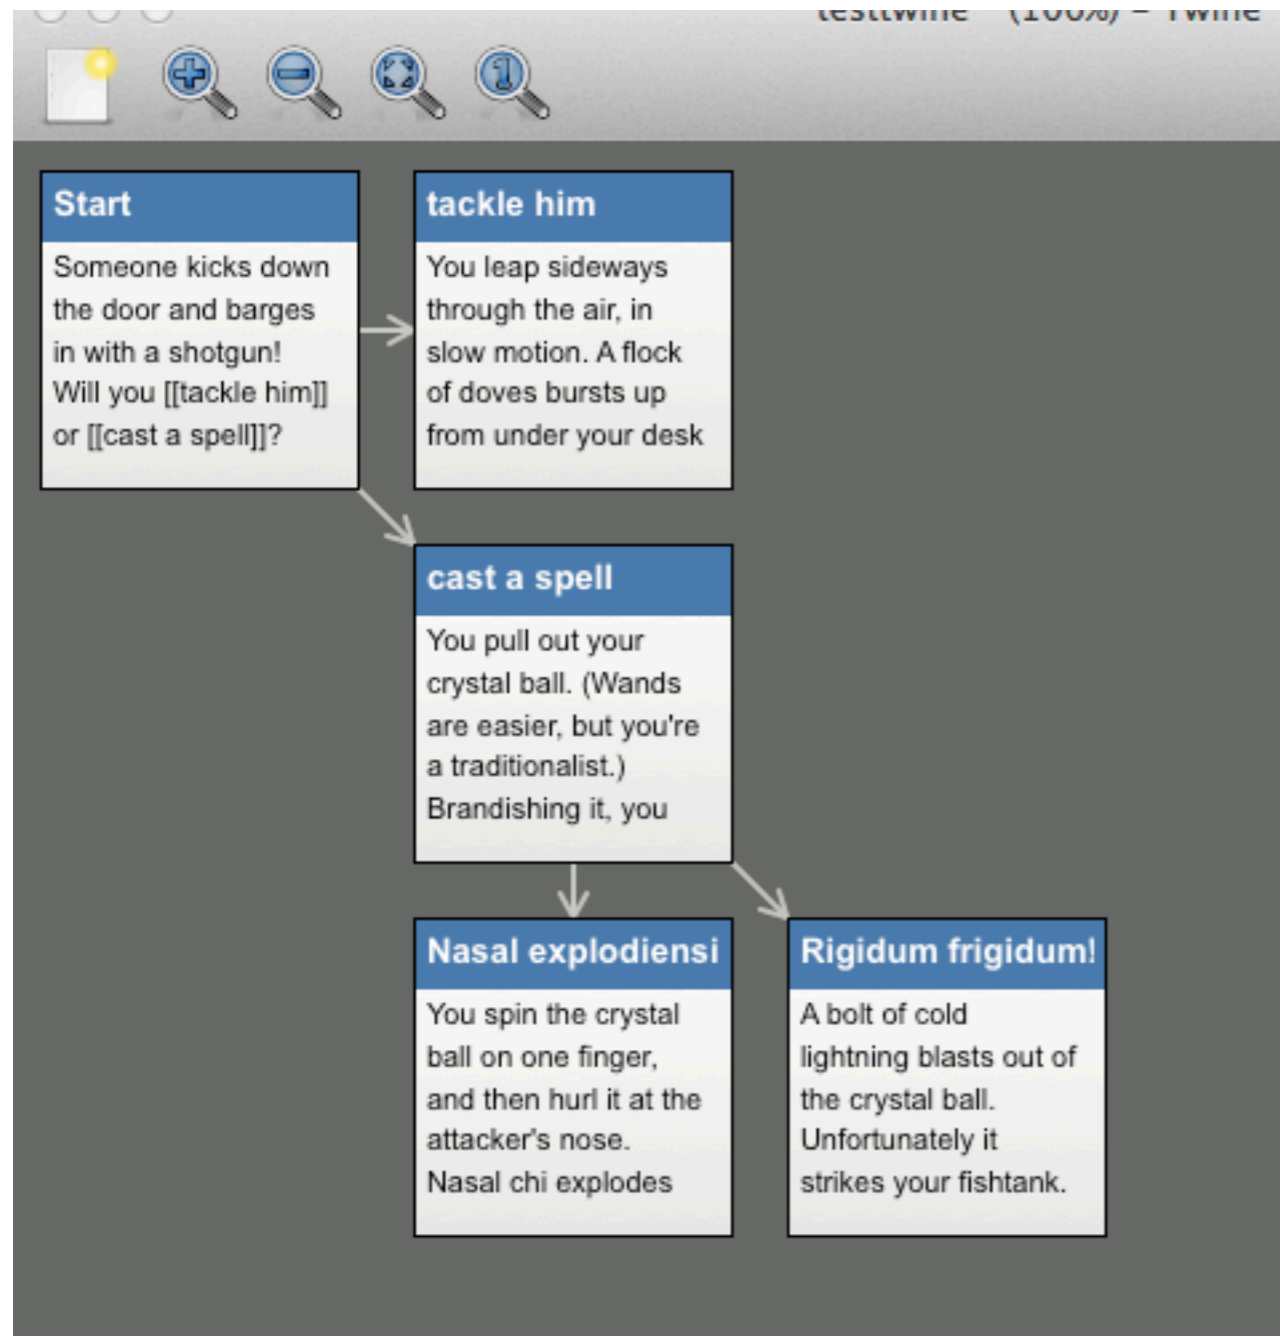 testtwine (100%) - Twine
1
Start
Someone kicks down
the door and barges
in with a shotgun!
Will you [[tackle him]]
or [[cast a spell]]?
tackle him
You leap sideways
through the air, in
slow motion. A flock
of doves bursts up
from under your desk
cast a spell
You pull out your
crystal ball. (Wands
are easier, but you're
a traditionalist.)
Brandishing it, you
Nasal explodiensi
You spin the crystal
ball on one finger,
and then hurl it at the
attacker's nose.
Nasal chi explodes
Rigidum frigidum!
A bolt of cold
lightning blasts out of
the crystal ball.
Unfortunately it
strikes your fishtank.